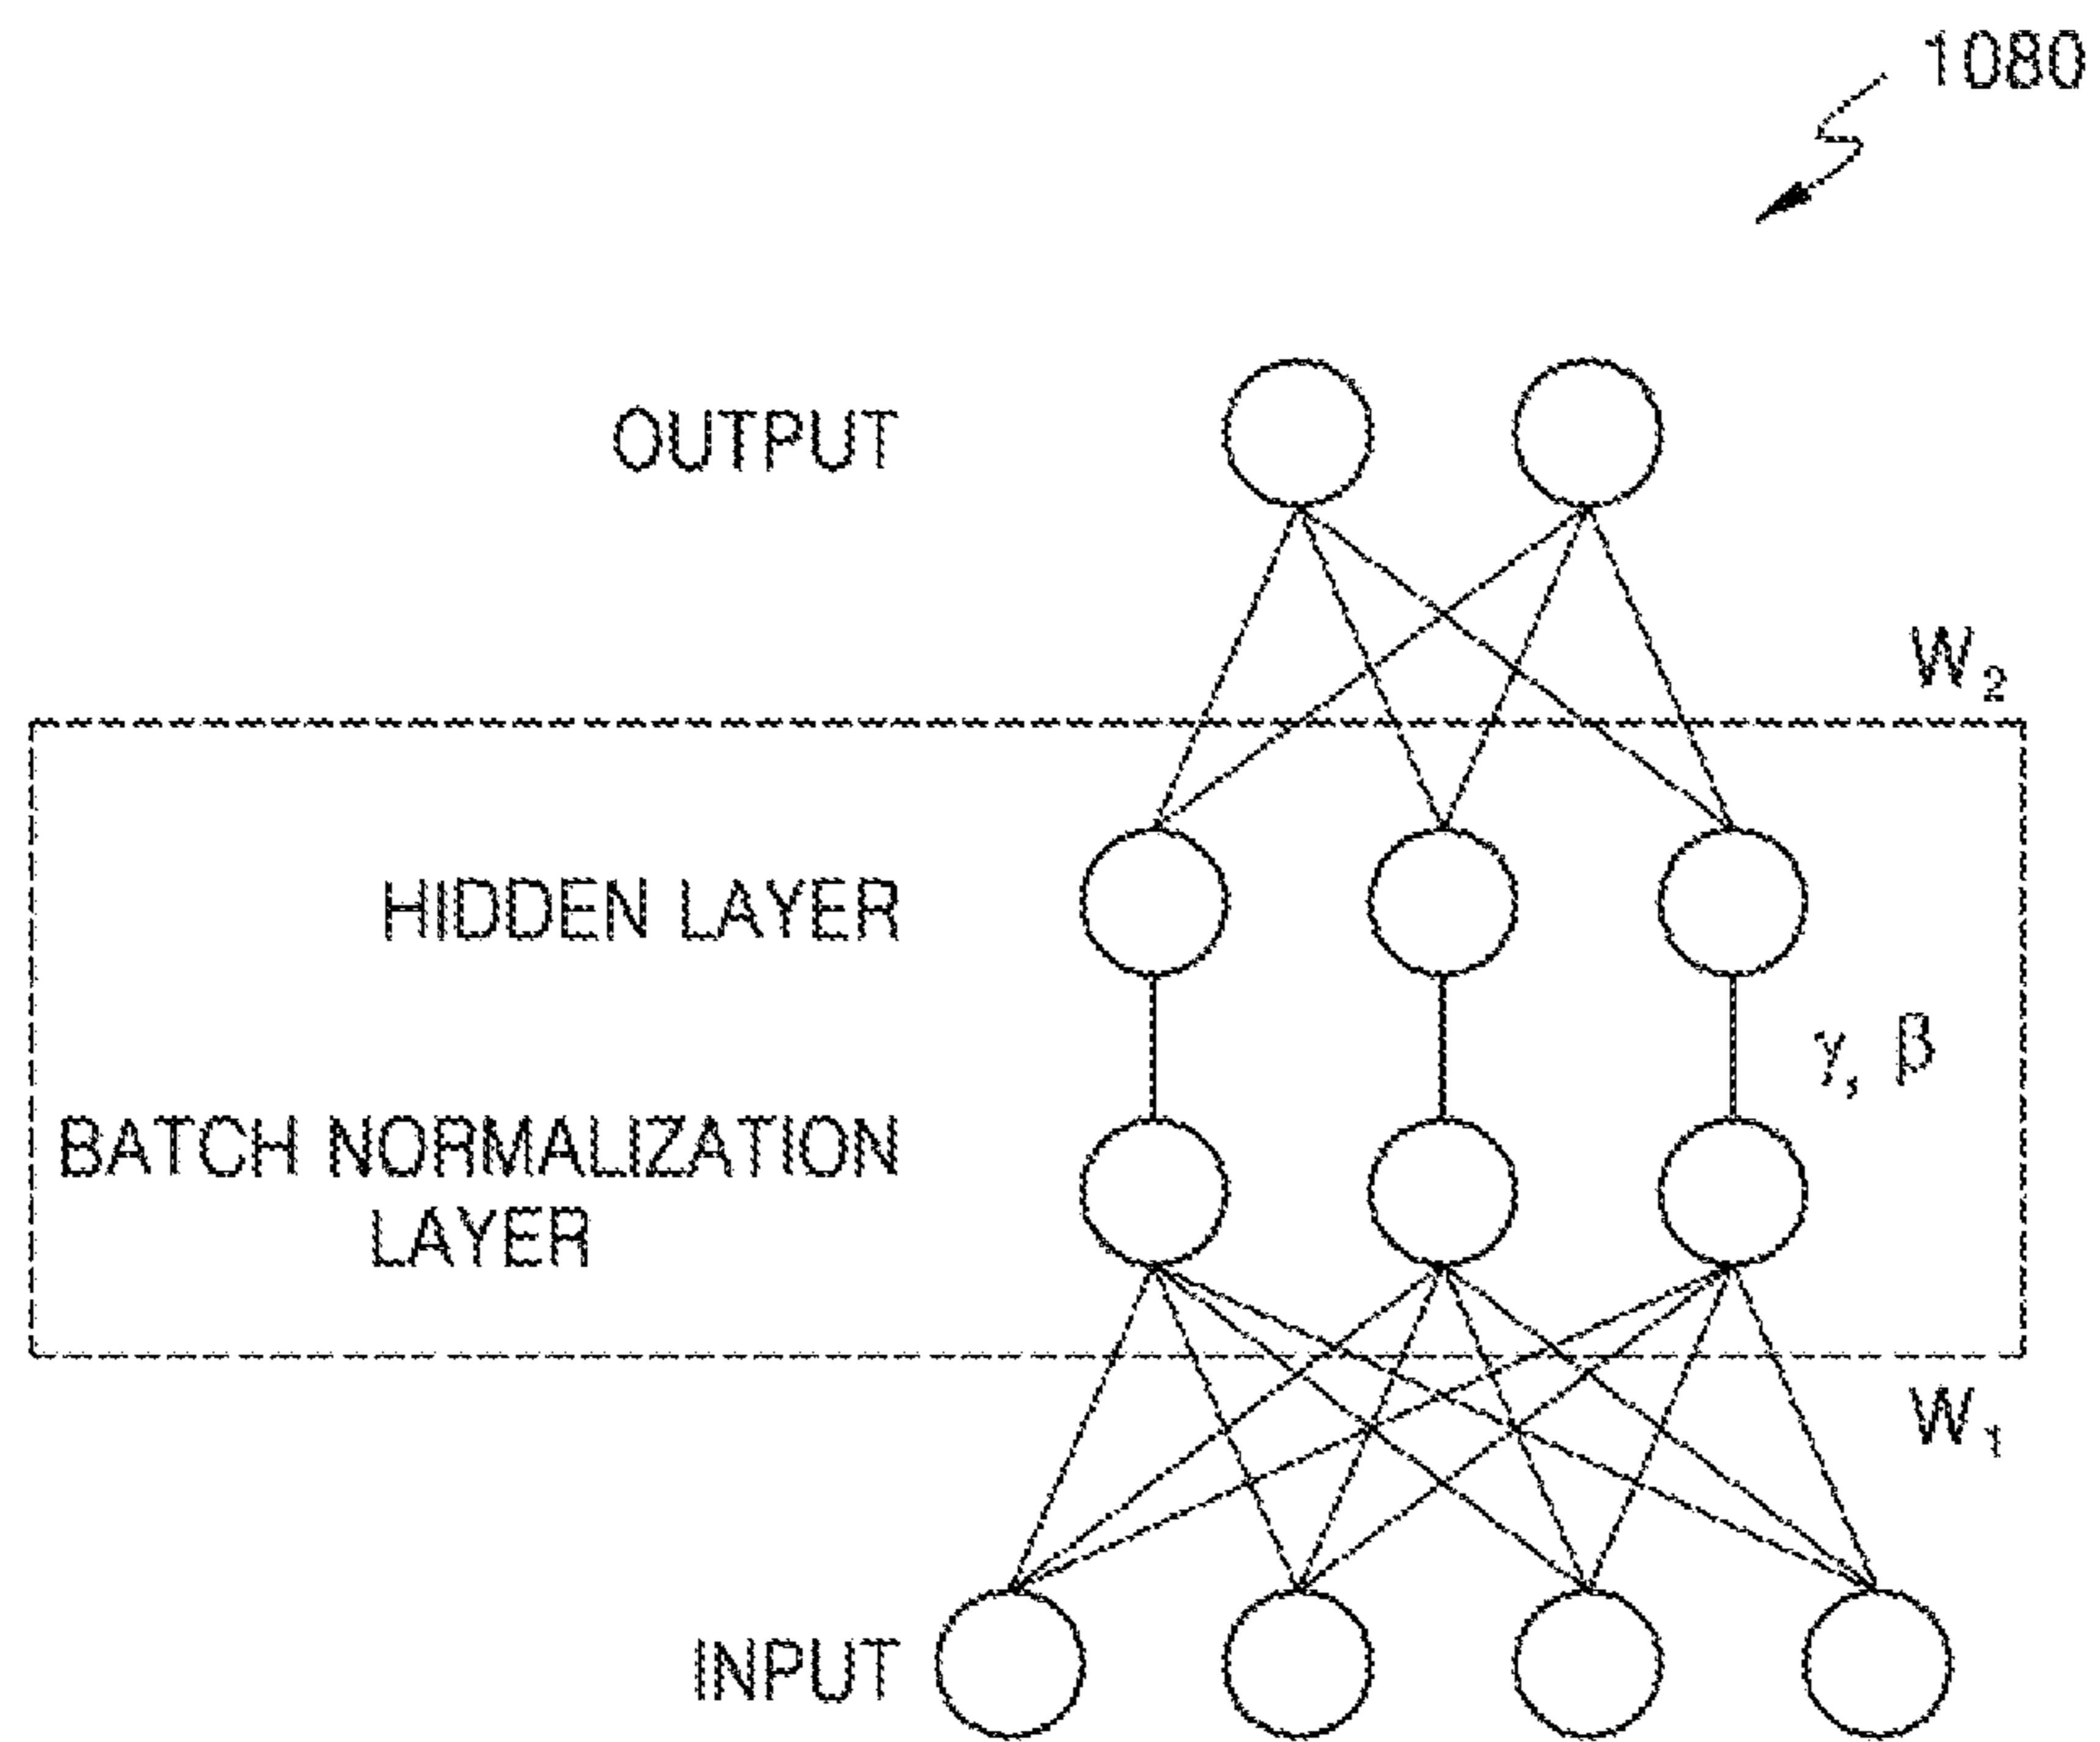 1080
OUTPUT
W₂
HIDDEN LAYER
γ, β
BATCH NORMALIZATION
LAYER
W₁
INPUT